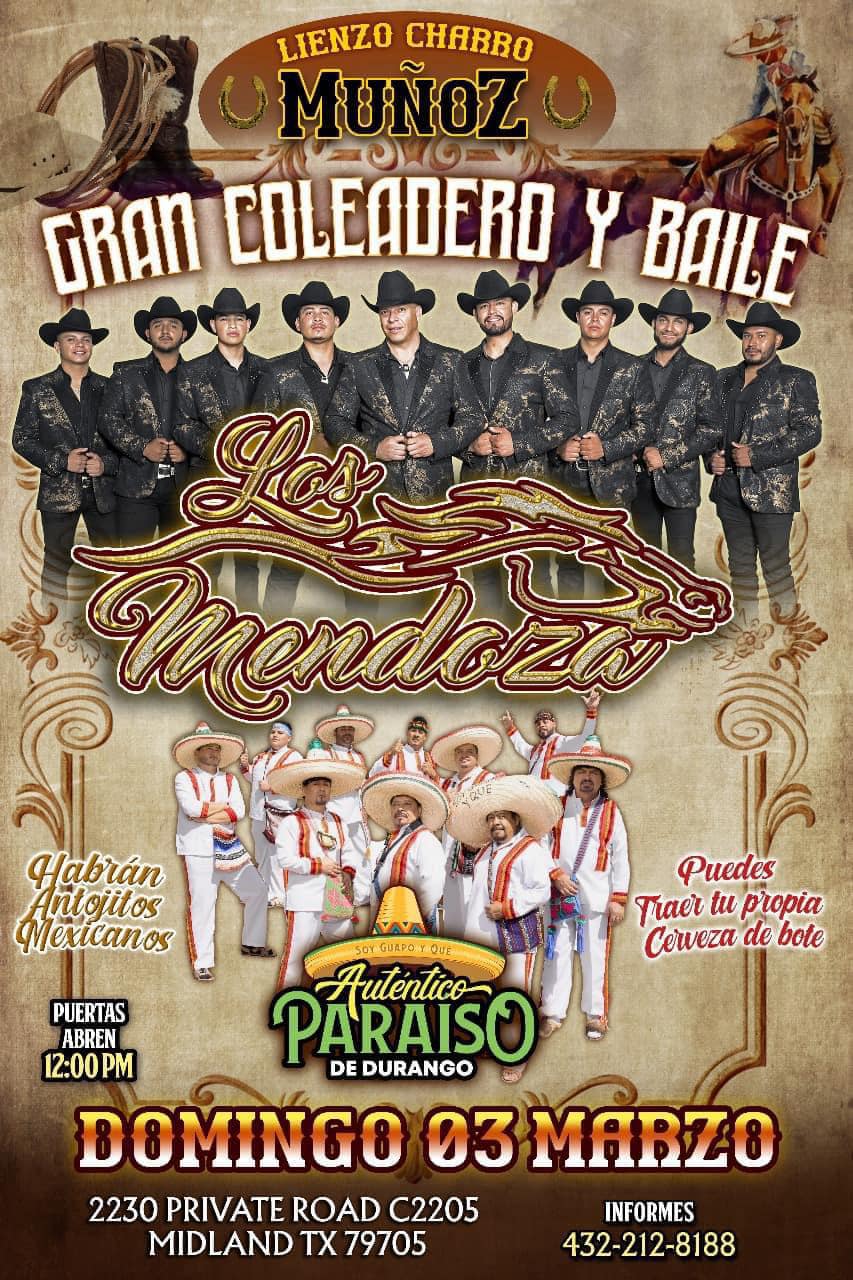 LIENZO CHARRO
MUÑOZ
GRAN COLEADERO Y BAILE
Los
Mendoza
Habrán
Antojitos
Mexicanos
Puedes
Traer tu propia
Cerveza de bote
SOY GUAPO Y QUE
Auténtico
PARAISO
DE DURANGO
PUERTAS
ABREN
12:00 PM
DOMINGO 03 MARZO
2230 PRIVATE ROAD C2205
MIDLAND TX 79705
INFORMES
432-212-8188